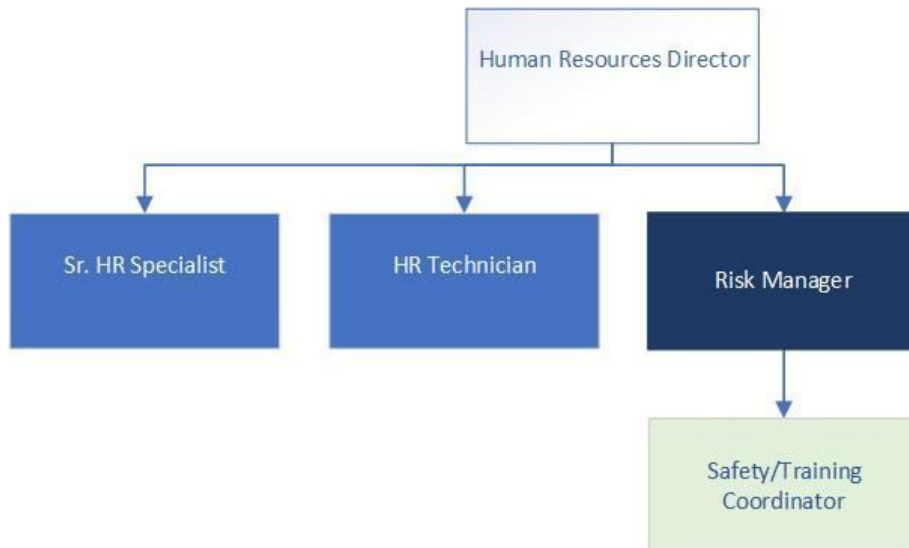 Human Resources Director
Sr. HR Specialist
HR Technician
Risk Manager
Safety/Training
Coordinator